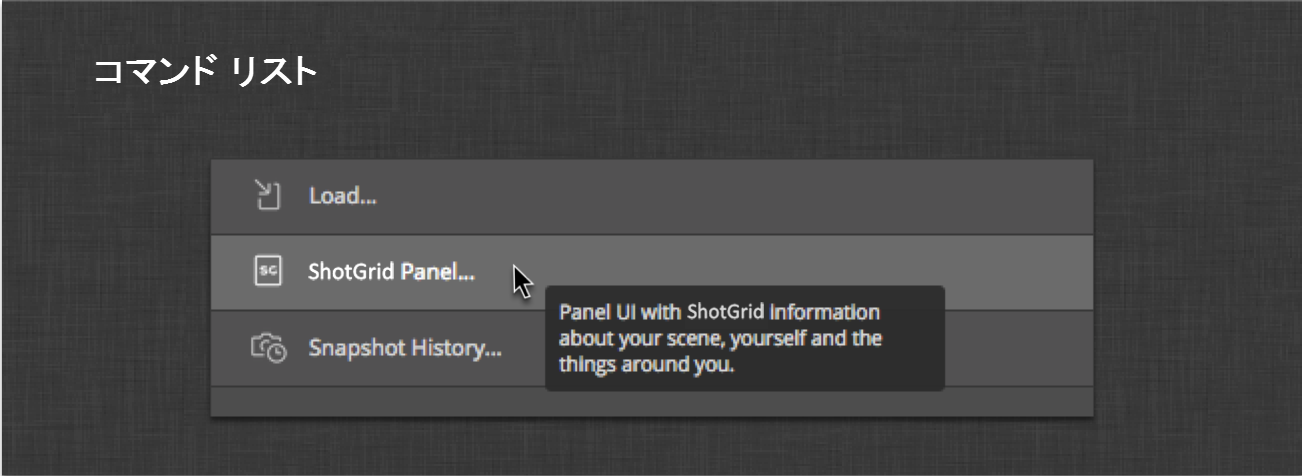 コマンド リスト
Load...
SG
ShotGrid Panel...
Panel UI with ShotGrid information
about your scene, yourself and the
things around you.
Snapshot History...